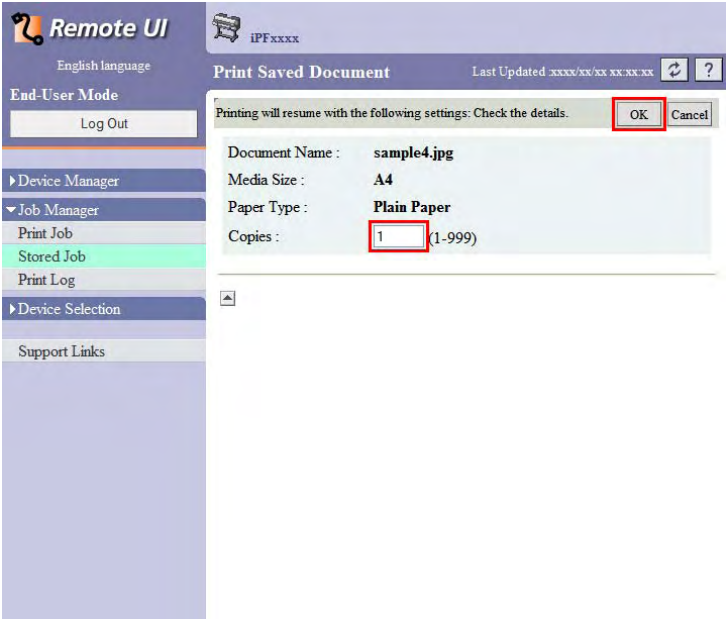 Remote UI
English language
End-User Mode
Log Out
▶Device Manager
▼Job Manager
Print Job
Stored Job
Print Log
▶Device Selection
Support Links
iPFxxxx
Print Saved Document
Last Updated :xxxx/xx/xx xx:xx:xx
?
Printing will resume with the following settings: Check the details.
OK
Cancel
Document Name : sample4.jpg
Media Size : A4
Paper Type : Plain Paper
Copies : 1 (1-999)